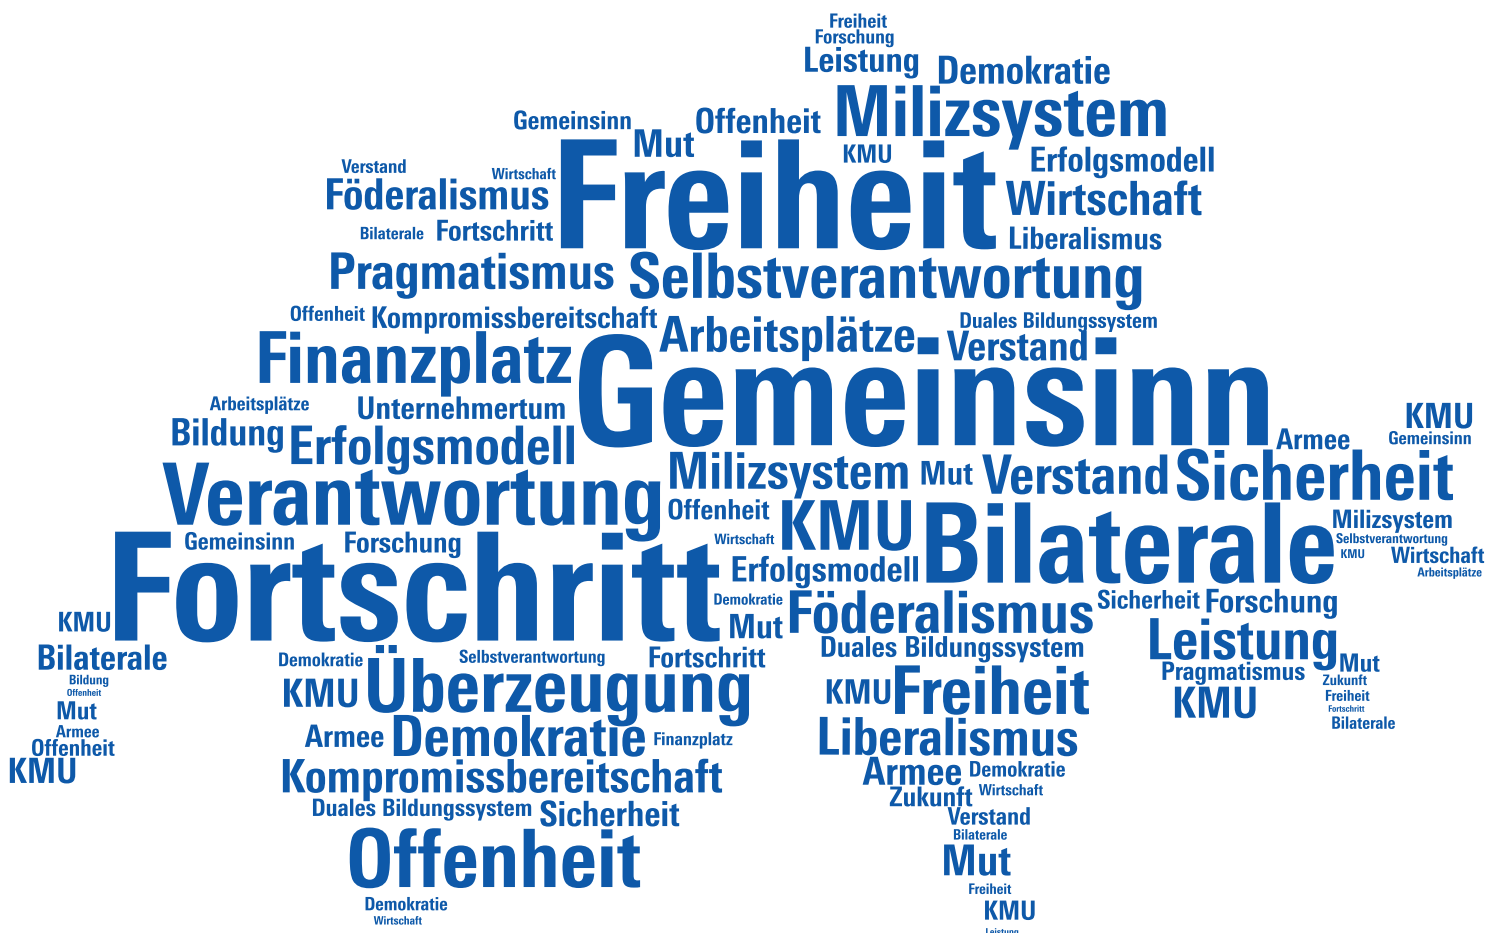 Freiheit
Forschung
Leistung
Demokratie
Milizsystem
Gemeinsinn
Offenheit
Mut
KMU
Erfolgsmodell
Verstand
Wirtschaft
Freiheit
Föderalismus
Wirtschaft
Bilaterale
Fortschritt
Liberalismus
Pragmatismus
Selbstverantwortung
Offenheit
Kompromissbereitschaft
Arbeitsplätze
Duales Bildungssystem
Finanzplatz
Verstand
Gemeinsinn
Arbeitsplätze
Unternehmertum
KMU
Bildung
Erfolgsmodell
Armee
Gemeinsinn
Milizsystem
Mut
Verstand
Sicherheit
Verantwortung
Offenheit
KMU
Bilaterale
Milizsystem
Gemeinsinn
Forschung
Wirtschaft
Selbstverantwortung
KMU
Wirtschaft
Fortschritt
Erfolgsmodell
Arbeitsplätze
Demokratie
Föderalismus
Sicherheit
Forschung
KMU
Mut
Leistung
Bilaterale
Demokratie
Selbstverantwortung
Fortschritt
Duales Bildungssystem
Mut
Bildung
Offenheit
KMU
Überzeugung
KMU
Freiheit
Pragmatismus
Zukunft
KMU
Freiheit
Fortschritt
Bilaterale
Mut
Armee
Offenheit
KMU
Armee
Demokratie
Finanzplatz
Liberalismus
Kompromissbereitschaft
Armee
Demokratie
Zukunft
Wirtschaft
Duales Bildungssystem
Sicherheit
Verstand
Bilaterale
Offenheit
Mut
Freiheit
Demokratie
KMU
Wirtschaft
Leistung